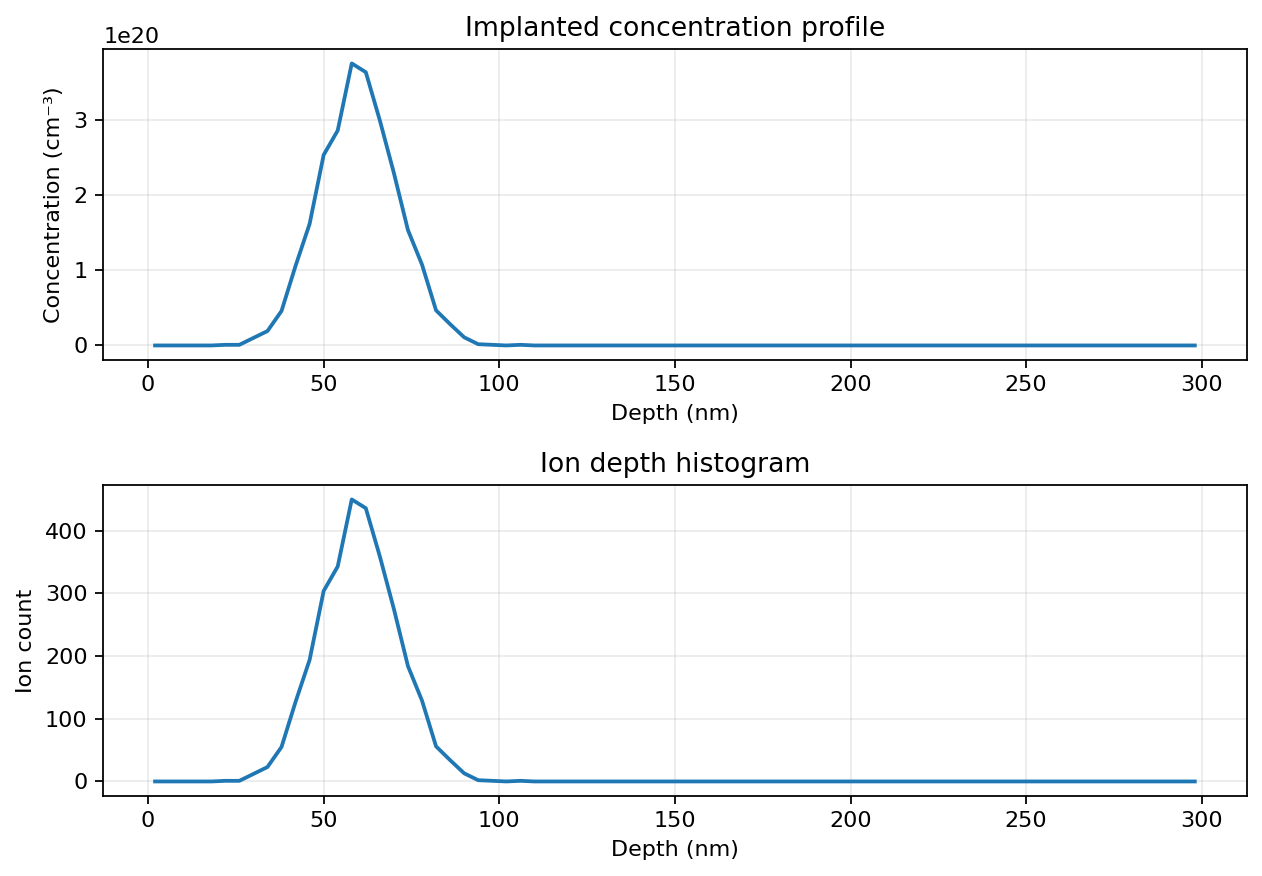 Implanted concentration profile
1e20
Concentration (cm⁻³)
3
2
1
0
0 50 100 150 200 250 300
Depth (nm)
Ion depth histogram
Ion count
400
300
200
100
0
0 50 100 150 200 250 300
Depth (nm)